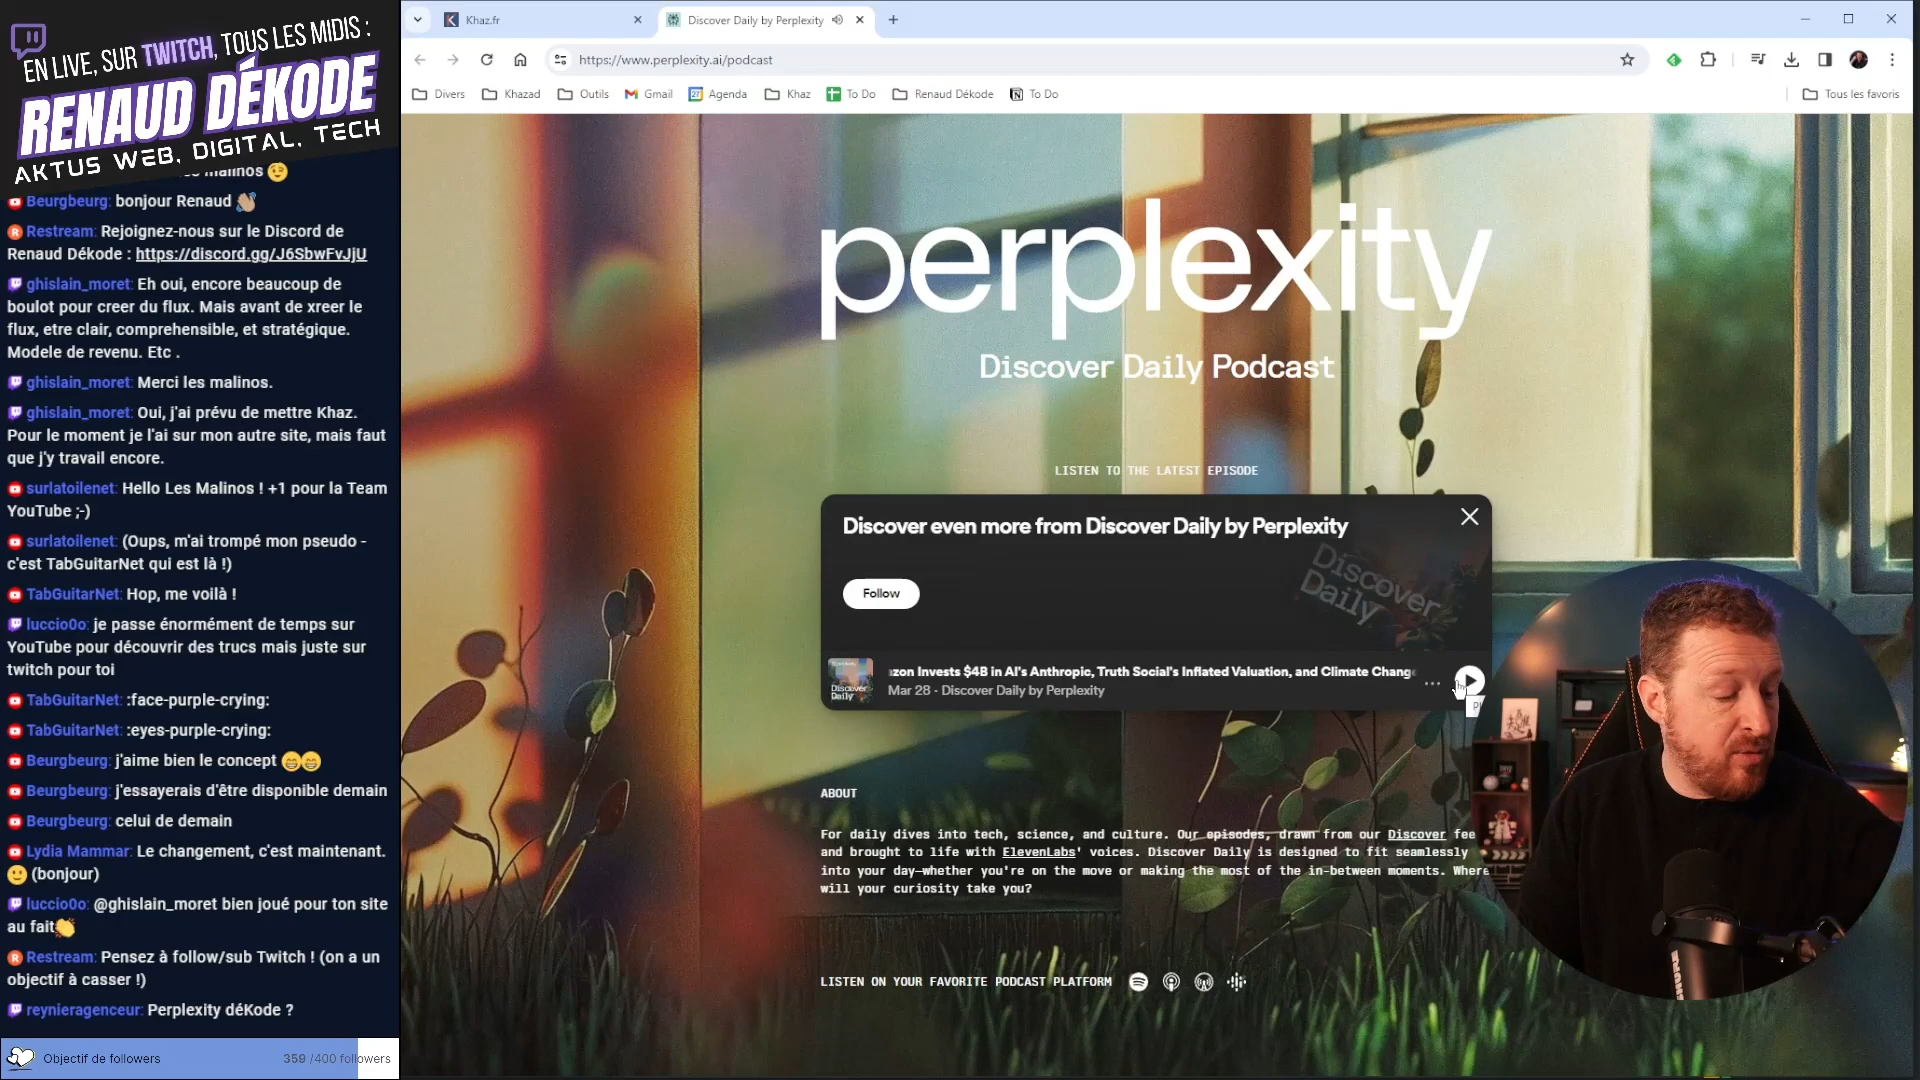 EN LIVE, SUR TWITCH, TOUS LES MIDIS :
RENAUD DÉKODE
AKTUS WEB, DIGITAL, TECH
malinos 😉
Beurgbeurg: bonjour Renaud 👋🏼
Restream: Rejoignez-nous sur le Discord de
Renaud Dékode : https://discord.gg/J6SbwFvJjU
ghislain_moret: Eh oui, encore beaucoup de
boulot pour creer du flux. Mais avant de xreer le
flux, etre clair, comprehensible, et stratégique.
Modele de revenu. Etc .
ghislain_moret: Merci les malinos.
ghislain_moret: Oui, j'ai prévu de mettre Khaz.
Pour le moment je l'ai sur mon autre site, mais faut
que j'y travail encore.
surlatoilenet: Hello Les Malinos ! +1 pour la Team
YouTube ;-)
surlatoilenet: (Oups, m'ai trompé mon pseudo -
c'est TabGuitarNet qui est là !)
TabGuitarNet: Hop, me voilà !
luccio0o: je passe énormément de temps sur
YouTube pour découvrir des trucs mais juste sur
twitch pour toi
TabGuitarNet: :face-purple-crying:
TabGuitarNet: :eyes-purple-crying:
Beurgbeurg: j'aime bien le concept 😁😁
Beurgbeurg: j'essayerais d'être disponible demain
Beurgbeurg: celui de demain
Lydia Mammar: Le changement, c'est maintenant.
🙂 (bonjour)
luccio0o: @ghislain_moret bien joué pour ton site
au fait👏
Restream: Pensez à follow/sub Twitch ! (on a un
objectif à casser !)
reynieragenceur: Perplexity déKode ?
Objectif de followers 359 /400 followers
Khaz.fr
Discover Daily by Perplexity
https://www.perplexity.ai/podcast
Divers Khazad Outils Gmail Agenda Khaz To Do Renaud Dékode To Do Tous les favoris
perplexity
Discover Daily Podcast
LISTEN TO THE LATEST EPISODE
Discover even more from Discover Daily by Perplexity
Follow
Discover
Daily
Discover
Daily
zon Invests $4B in AI's Anthropic, Truth Social's Inflated Valuation, and Climate Chang
Mar 28 · Discover Daily by Perplexity
Pl
ABOUT
For daily dives into tech, science, and culture. Our episodes, drawn from our Discover fee
and brought to life with ElevenLabs' voices. Discover Daily is designed to fit seamlessly
into your day—whether you're on the move or making the most of the in-between moments. Where
will your curiosity take you?
LISTEN ON YOUR FAVORITE PODCAST PLATFORM